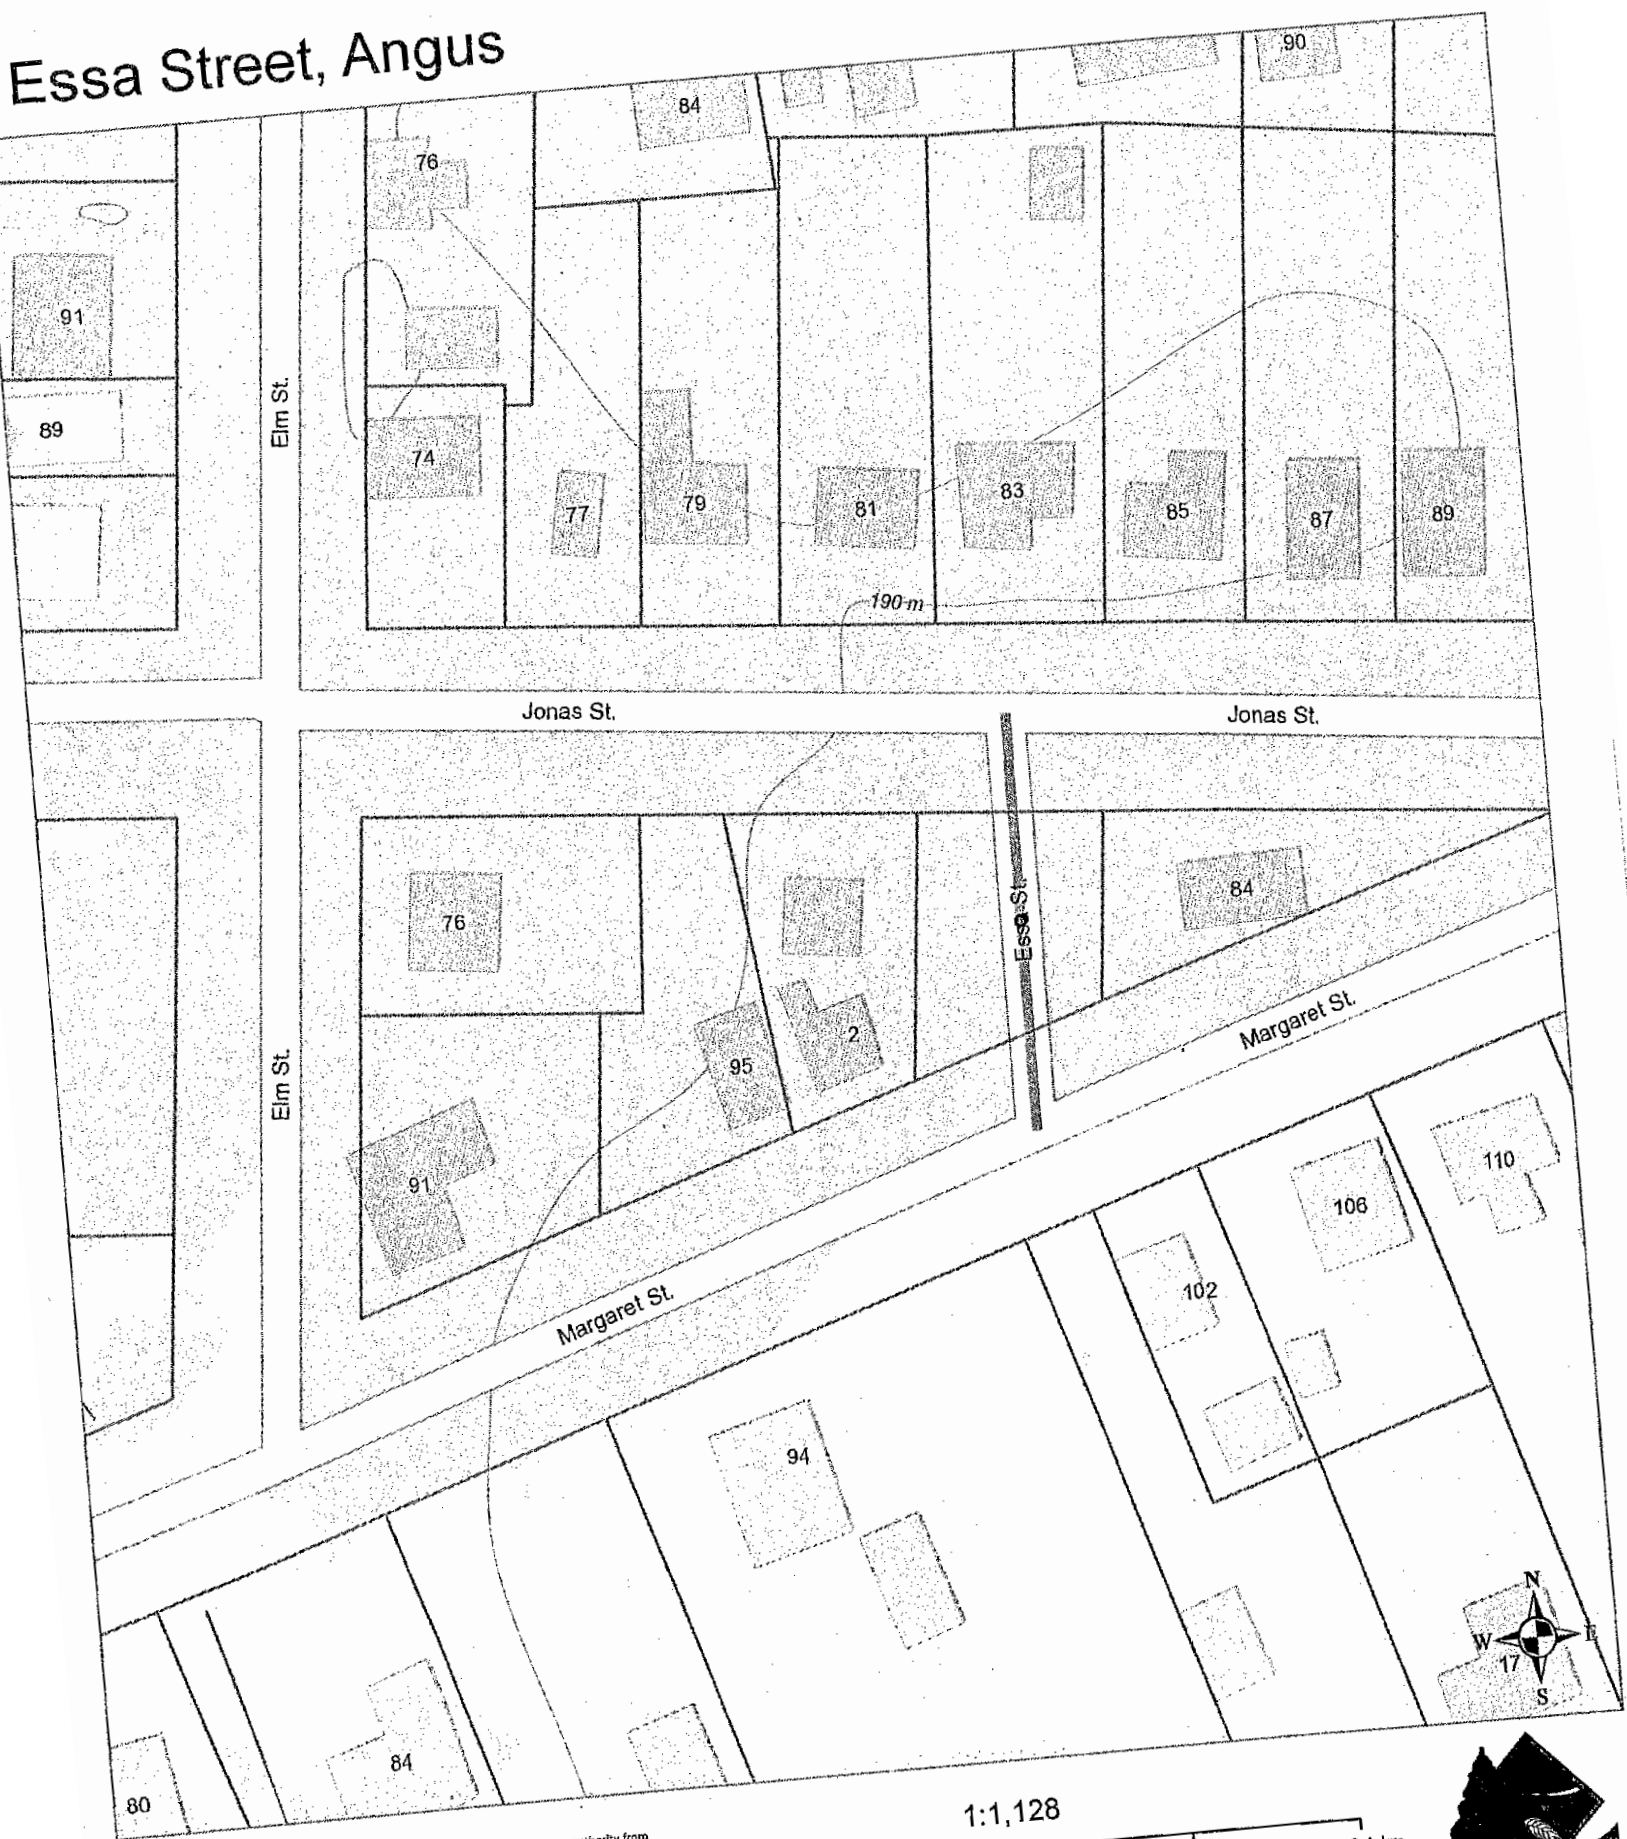 Essa Street, Angus
90
84
76
91
Elm St.
89
74
77
79
81
83
85
87
89
190 m
Jonas St.
Jonas St.
76
84
Essa St.
Margaret St.
2
95
Elm St.
91
110
106
102
Margaret St.
94
N
W
E
17
S
84
80
1:1,128